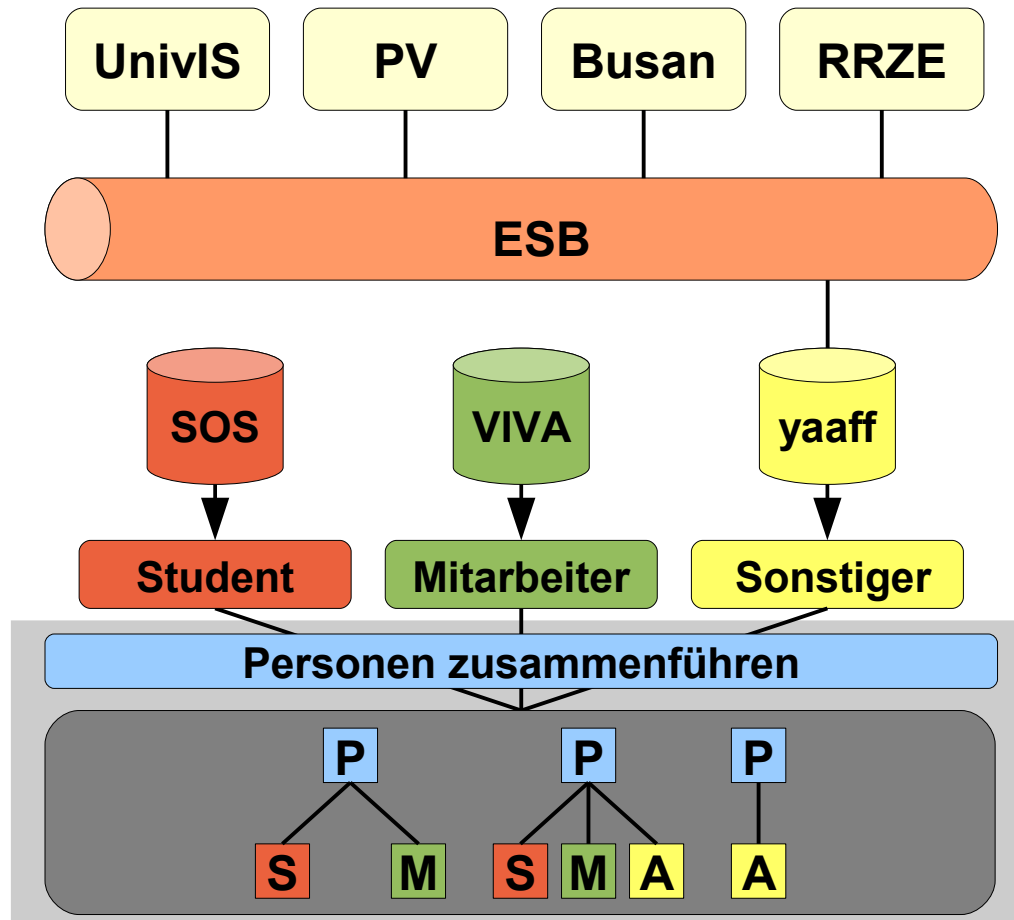 UnivIS PV Busan RRZE
ESB
SOS VIVA yaaff
Student Mitarbeiter Sonstiger
Personen zusammenführen
P P P
S M S M A A